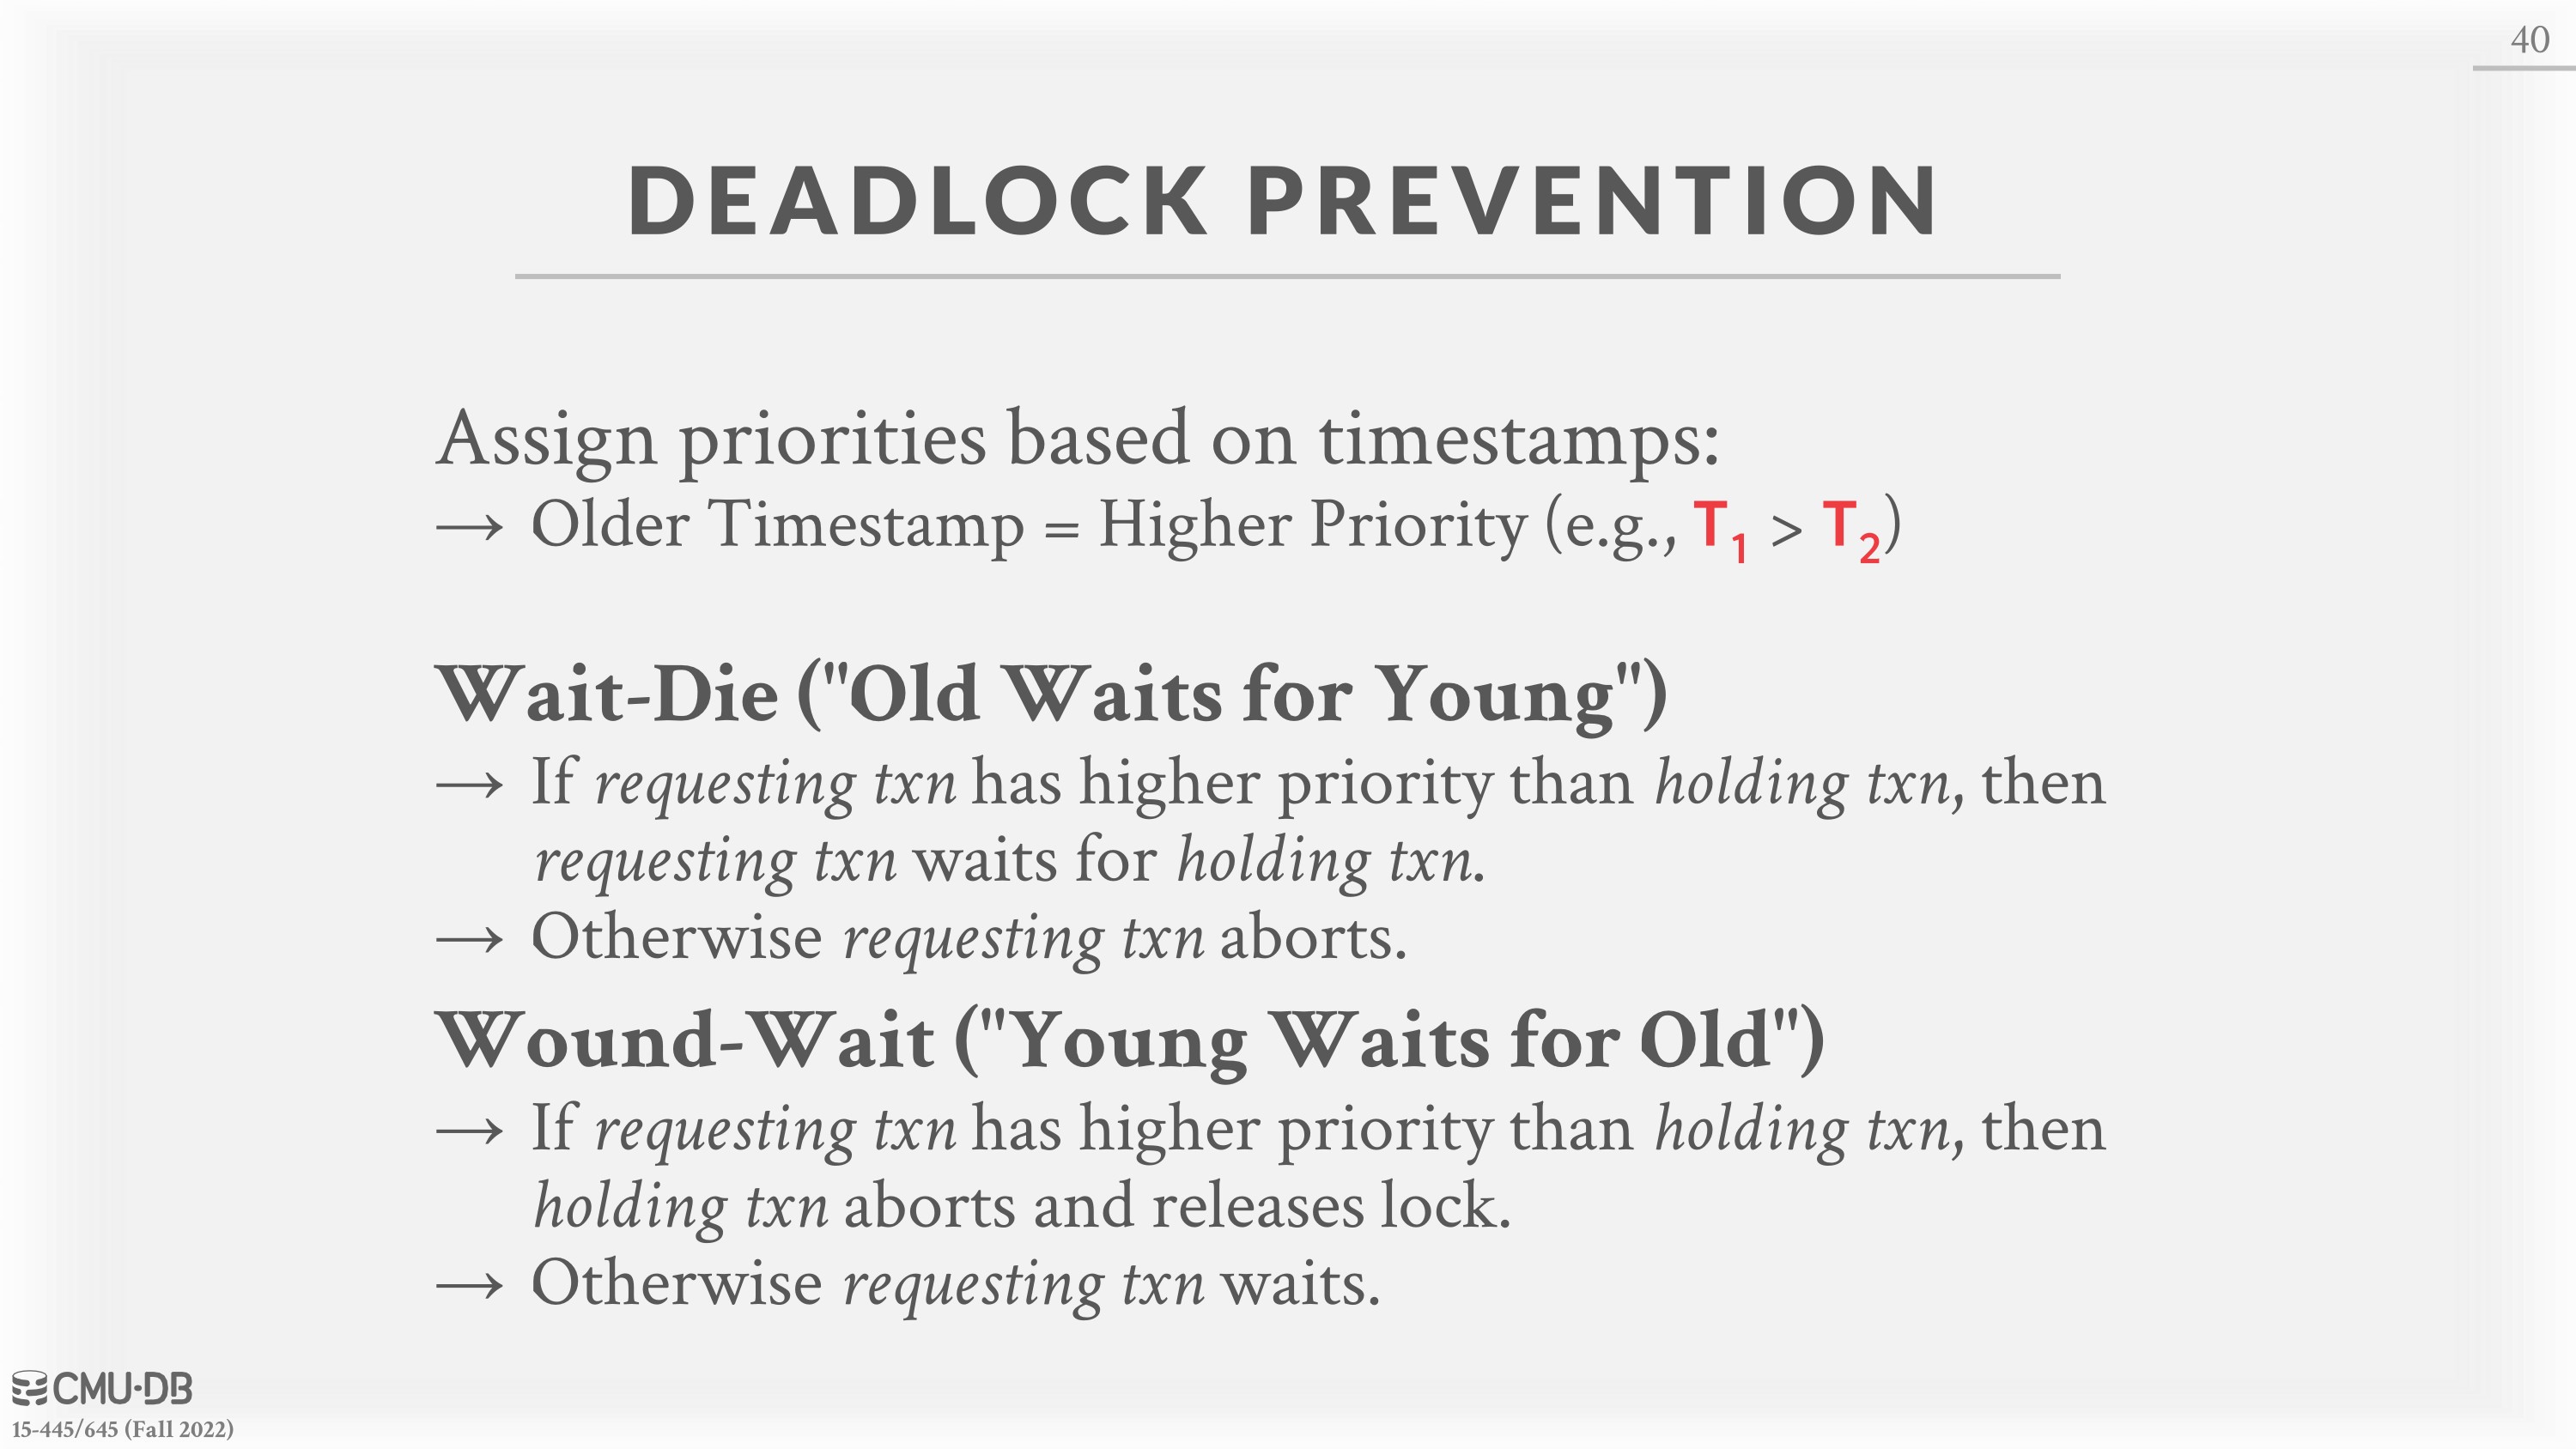 40
DEADLOCK PREVENTION
Assign priorities based on timestamps:
→ Older Timestamp = Higher Priority (e.g., T₁ > T₂)
Wait-Die ("Old Waits for Young")
→ If requesting txn has higher priority than holding txn, then
requesting txn waits for holding txn.
→ Otherwise requesting txn aborts.
Wound-Wait ("Young Waits for Old")
→ If requesting txn has higher priority than holding txn, then
holding txn aborts and releases lock.
→ Otherwise requesting txn waits.
CMU·DB
15-445/645 (Fall 2022)